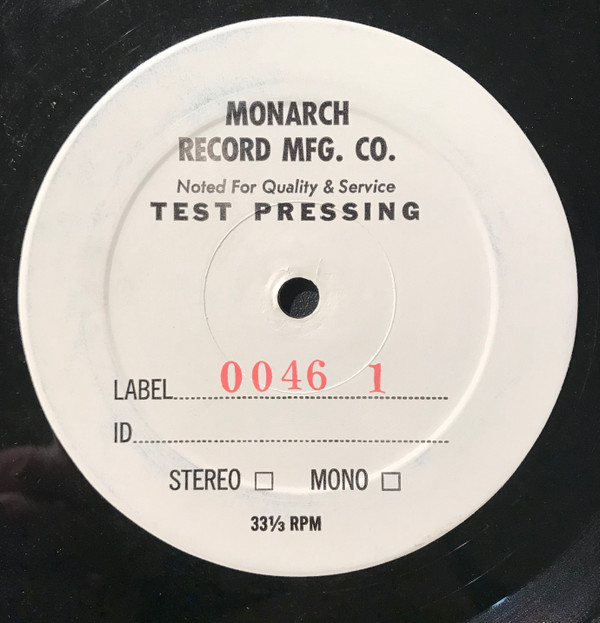 MONARCH
RECORD MFG. CO.
Noted For Quality & Service
TEST PRESSING
LABEL 0046 1
ID
STEREO □ MONO □
33⅓ RPM